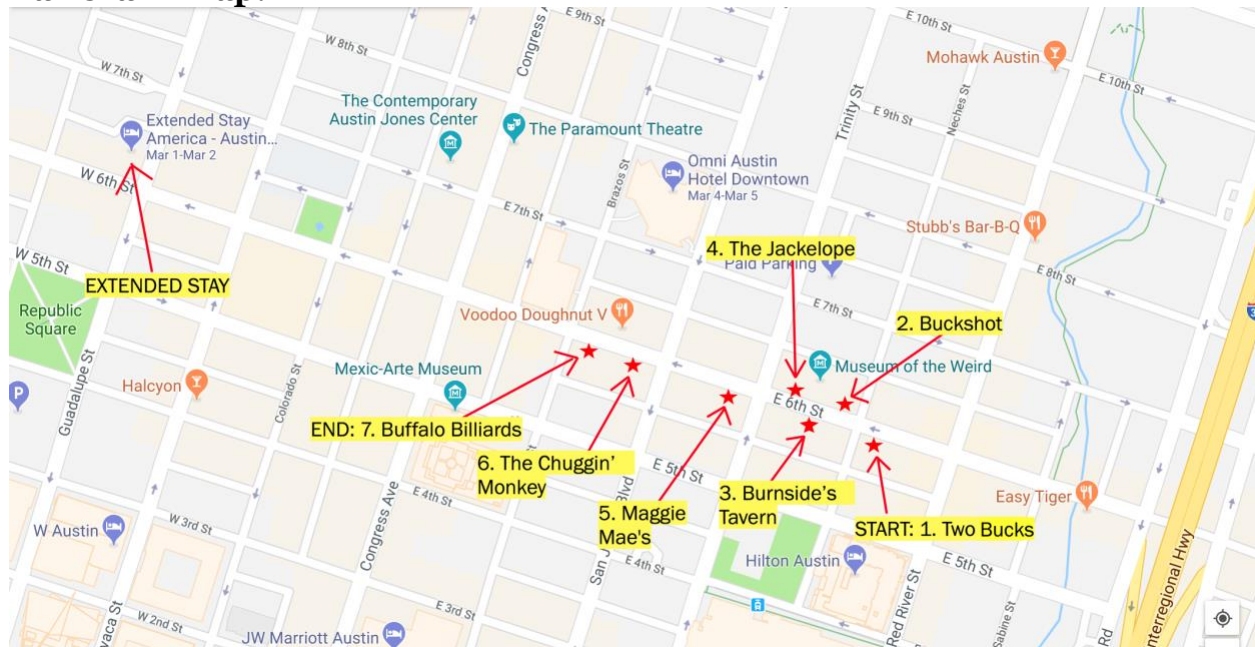 W 8th St
E 9th St
Congress A
E 10th St
Mohawk Austin
E 10th St
W 7th St
Extended Stay
America - Austin...
Mar 1-Mar 2
The Contemporary
Austin Jones Center
The Paramount Theatre
Trinity St
E 9th St
Neches St
W 6th St
Brazos St
Omni Austin
Hotel Downtown
Mar 4-Mar 5
E 7th St
Stubb's Bar-B-Q
4. The Jackelope
Paid Parking
E 8th St
W 5th St
EXTENDED STAY
Republic
Square
Voodoo Doughnut V
E 7th St
2. Buckshot
Museum of the Weird
Mexic-Arte Museum
Halcyon
P
Guadalupe St
Colorado St
E 6th St
END: 7. Buffalo Billiards
6. The Chuggin’
Monkey
E 5th St
5. Maggie
Mae's
3. Burnside’s
Tavern
Easy Tiger
START: 1. Two Bucks
E 4th St
Congress Ave
San J
Blvd
W Austin
W 3rd St
E 4th St
Hilton Austin
E 5th St
Red River St
Sabine St
Interregional Hwy
Rd
vaca St
W 2nd St
E 3rd St
JW Marriott Austin